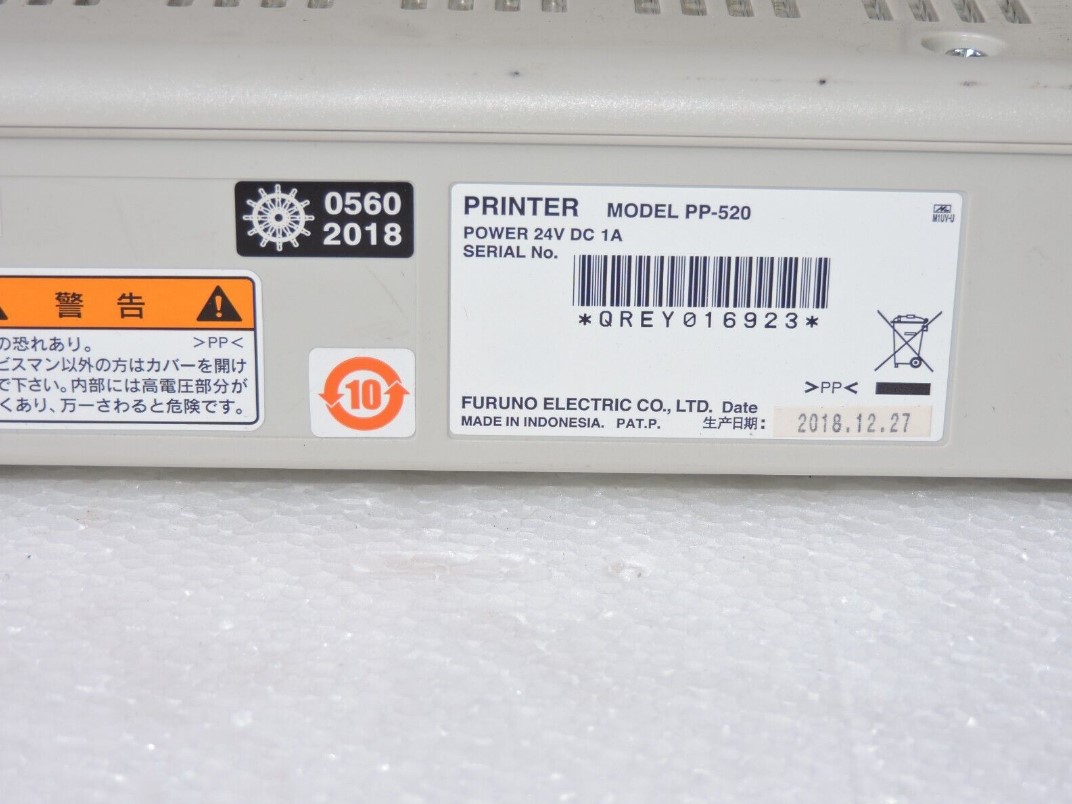 0560
2018
警告
の恐れあり。 >PP<
ビスマン以外の方はカバーを開け
で下さい。内部には高電圧部分が
くあり、万一さわると危険です。
10
PRINTER MODEL PP-520
POWER 24V DC 1A
SERIAL No.
*QREY016923*
>PP<
FURUNO ELECTRIC CO., LTD. Date
MADE IN INDONESIA. PAT.P. 生产日期: 2018.12.27